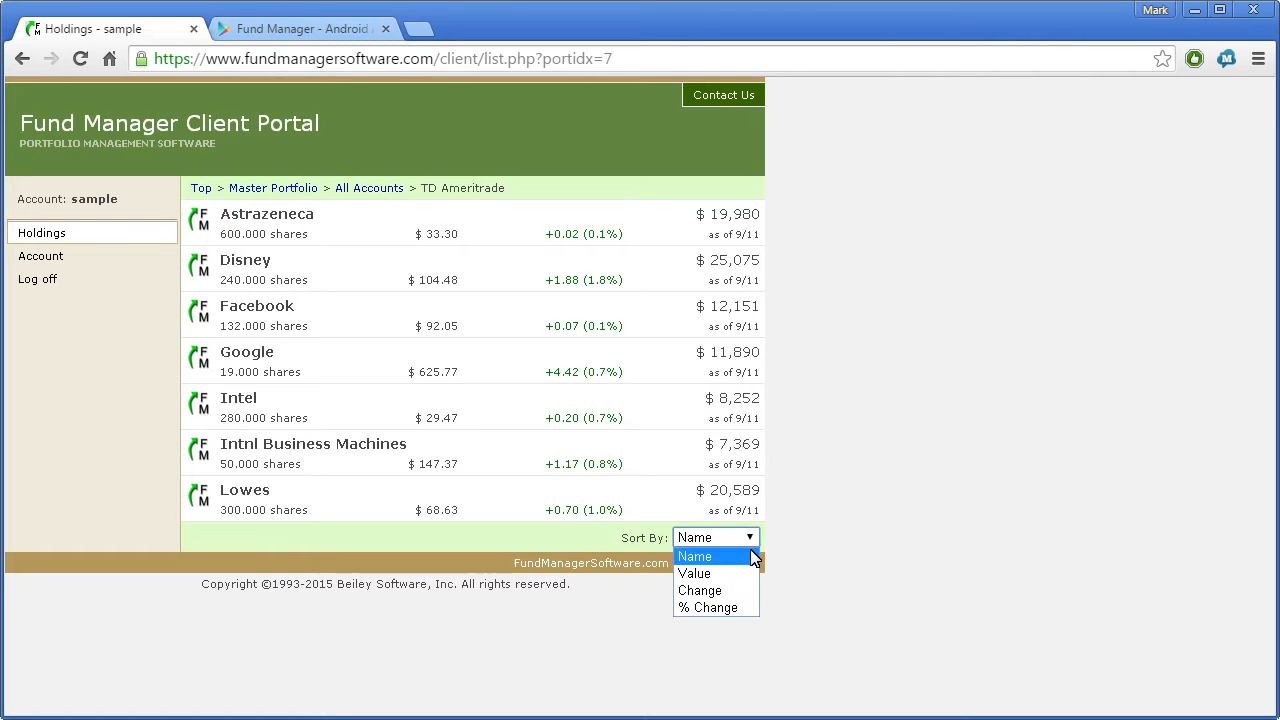 Mark
Holdings - sample
Fund Manager - Android
https://www.fundmanagersoftware.com/client/list.php?portidx=7
Contact Us
Fund Manager Client Portal
PORTFOLIO MANAGEMENT SOFTWARE
Account: sample
Holdings
Account
Log off
Top > Master Portfolio > All Accounts > TD Ameritrade
FM Astrazeneca $ 19,980
600.000 shares $ 33.30 +0.02 (0.1%) as of 9/11
FM Disney $ 25,075
240.000 shares $ 104.48 +1.88 (1.8%) as of 9/11
FM Facebook $ 12,151
132.000 shares $ 92.05 +0.07 (0.1%) as of 9/11
FM Google $ 11,890
19.000 shares $ 625.77 +4.42 (0.7%) as of 9/11
FM Intel $ 8,252
280.000 shares $ 29.47 +0.20 (0.7%) as of 9/11
FM Intnl Business Machines $ 7,369
50.000 shares $ 147.37 +1.17 (0.8%) as of 9/11
FM Lowes $ 20,589
300.000 shares $ 68.63 +0.70 (1.0%) as of 9/11
Sort By: Name
Name
Value
Change
% Change
FundManagerSoftware.com
Copyright ©1993-2015 Beiley Software, Inc. All rights reserved.